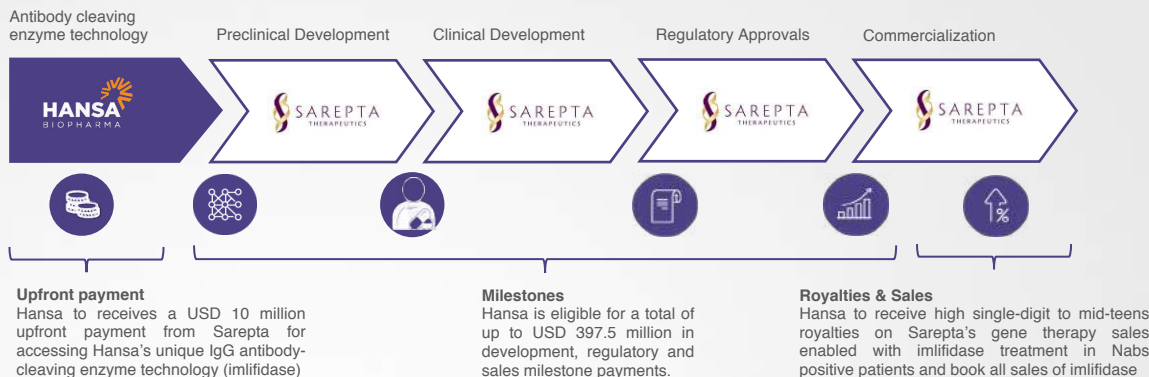 Antibody cleaving
enzyme technology
Preclinical Development
Clinical Development
Regulatory Approvals
Commercialization
HANSA
BIOPHARMA
SAREPTA
THERAPEUTICS
SAREPTA
THERAPEUTICS
SAREPTA
THERAPEUTICS
SAREPTA
THERAPEUTICS
%
Upfront payment
Hansa to receives a USD 10 million
upfront payment from Sarepta for
accessing Hansa's unique IgG antibody-
cleaving enzyme technology (imlifidase)
Milestones
Hansa is eligible for a total of
up to USD 397.5 million in
development, regulatory and
sales milestone payments.
Royalties & Sales
Hansa to receive high single-digit to mid-teens
royalties on Sarepta's gene therapy sales
enabled with imlifidase treatment in Nabs
positive patients and book all sales of imlifidase